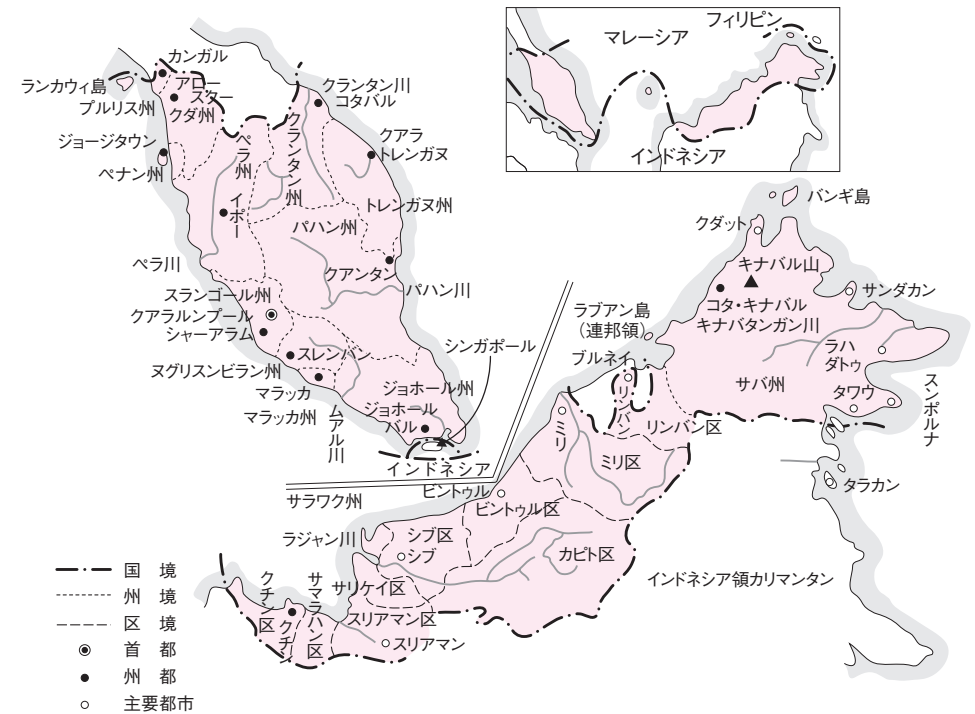 カンガル
ランカウィ島
アロー
スター
プルリス州
クダ州
クランタン川
コタバル
ジョージタウン
ペナン州
ペラ州
クランタン州
クアラ
トレンガヌ
イポー
トレンガヌ州
パハン州
ペラ川
クアンタン
パハン川
スランゴール州
クアラルンプール
シャーアラム
スレンバン
ヌグリスンビラン州
マラッカ
マラッカ州
ムアル川
ジョホール州
ジョホール
バル
シンガポール
インドネシア
フィリピン
マレーシア
インドネシア
バンギ島
クダット
キナバル山
コタ・キナバル
キナバタンガン川
サンダカン
ラブアン島
(連邦領)
ブルネイ
ラハ
ダトゥ
サバ州
タワウ
スンポルナ
リンバン
リンバン区
ミリ
ミリ区
タラカン
サラワク州
ビントゥル
ビントゥル区
ラジャン川
シブ区
シブ
カピト区
インドネシア領カリマンタン
サリケイ区
クチン区
クチン
サマラハン区
スリアマン区
スリアマン
国 境
州 境
区 境
首 都
州 都
主要都市